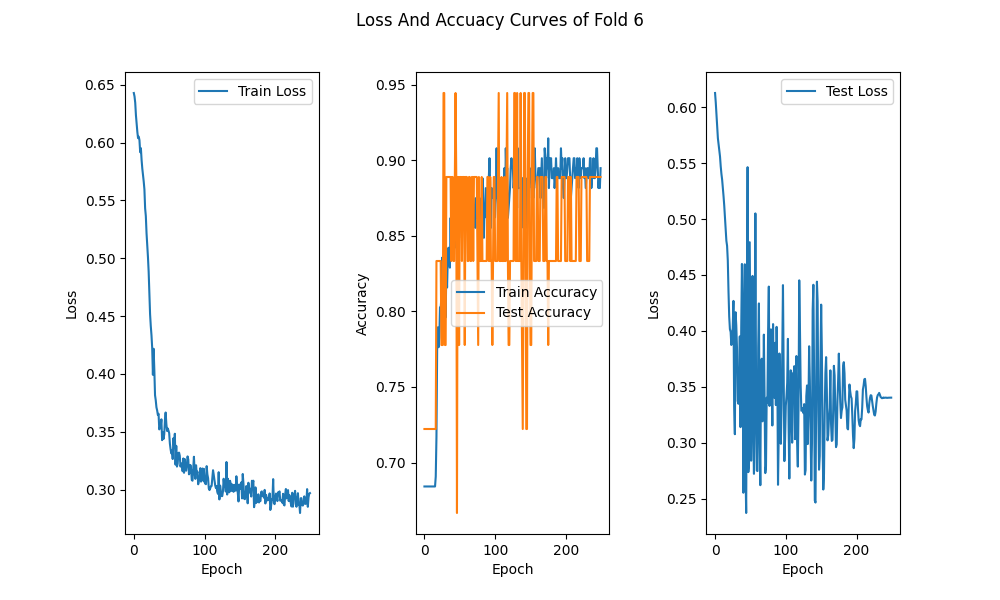 Loss And Accuacy Curves of Fold 6
Train Loss
0.65
0.60
0.55
0.50
0.45
0.40
0.35
0.30
Loss
0
100
200
Epoch
0.95
0.90
0.85
0.80
0.75
0.70
Accuracy
Train Accuracy
Test Accuracy
0
100
200
Epoch
Test Loss
0.60
0.55
0.50
0.45
0.40
0.35
0.30
0.25
Loss
0
100
200
Epoch